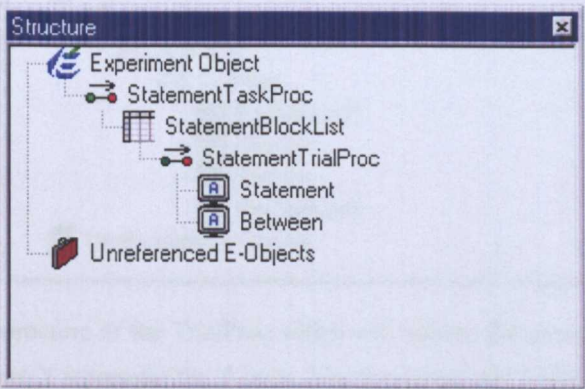 Structure
Experiment Object
StatementTaskProc
StatementBlockList
StatementTrialProc
A Statement
A Between
Unreferenced E-Objects